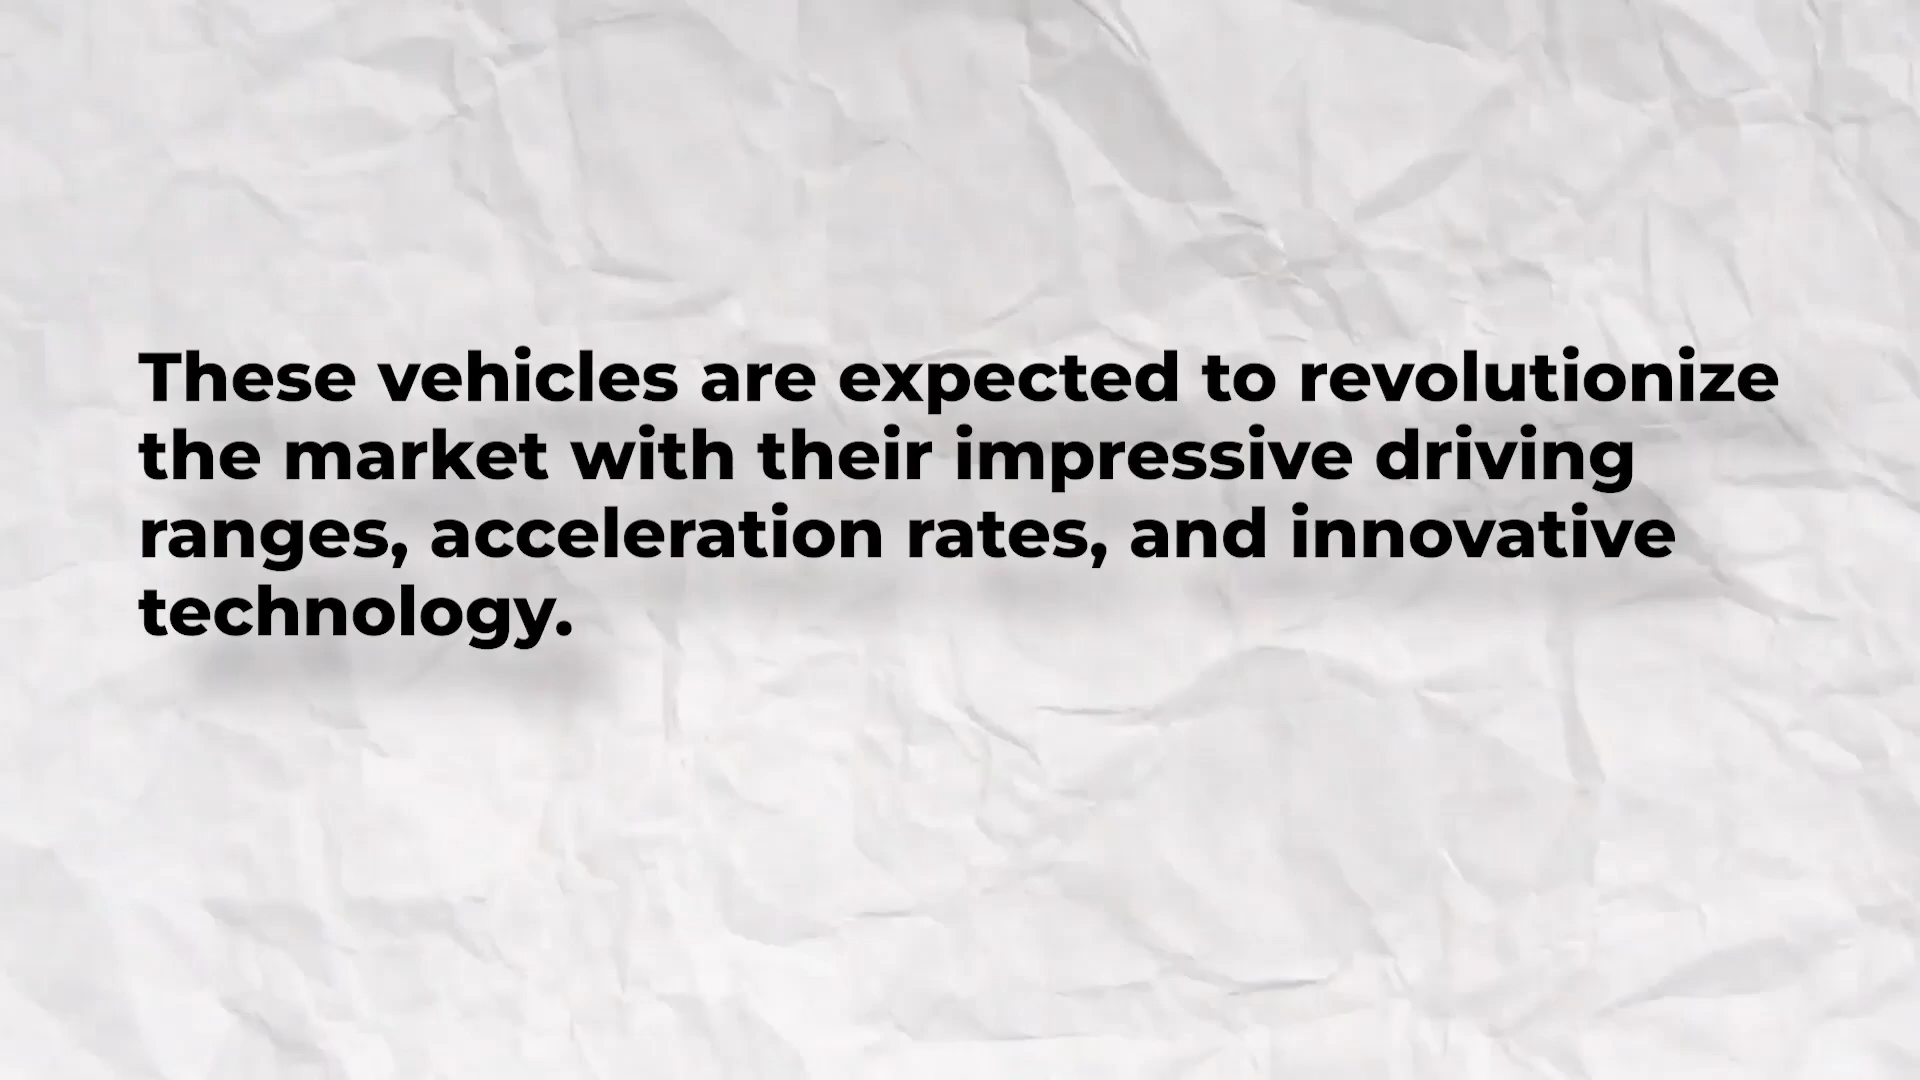 These vehicles are expected to revolutionize
the market with their impressive driving
ranges, acceleration rates, and innovative
technology.